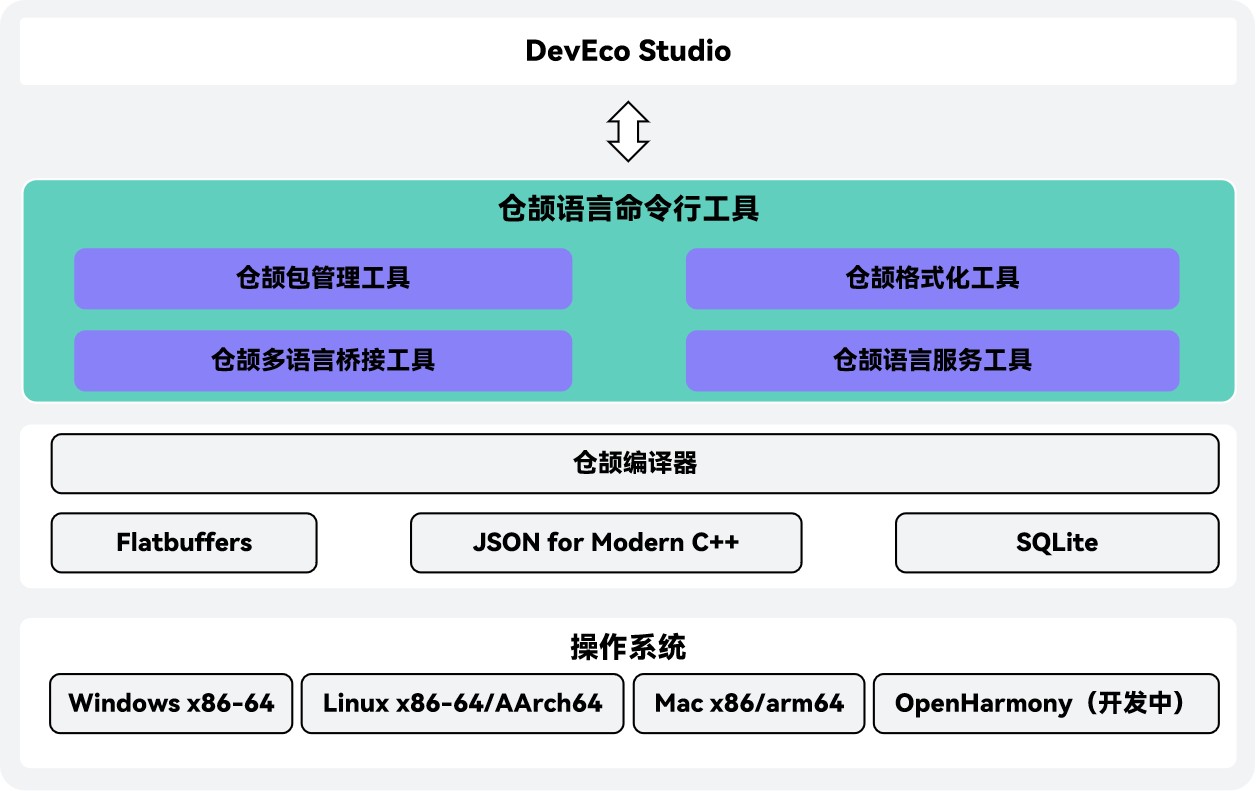 DevEco Studio
仓颉语言命令行工具
仓颉包管理工具
仓颉格式化工具
仓颉多语言桥接工具
仓颉语言服务工具
仓颉编译器
Flatbuffers
JSON for Modern C++
SQLite
操作系统
Windows x86-64
Linux x86-64/AArch64
Mac x86/arm64
OpenHarmony（开发中）